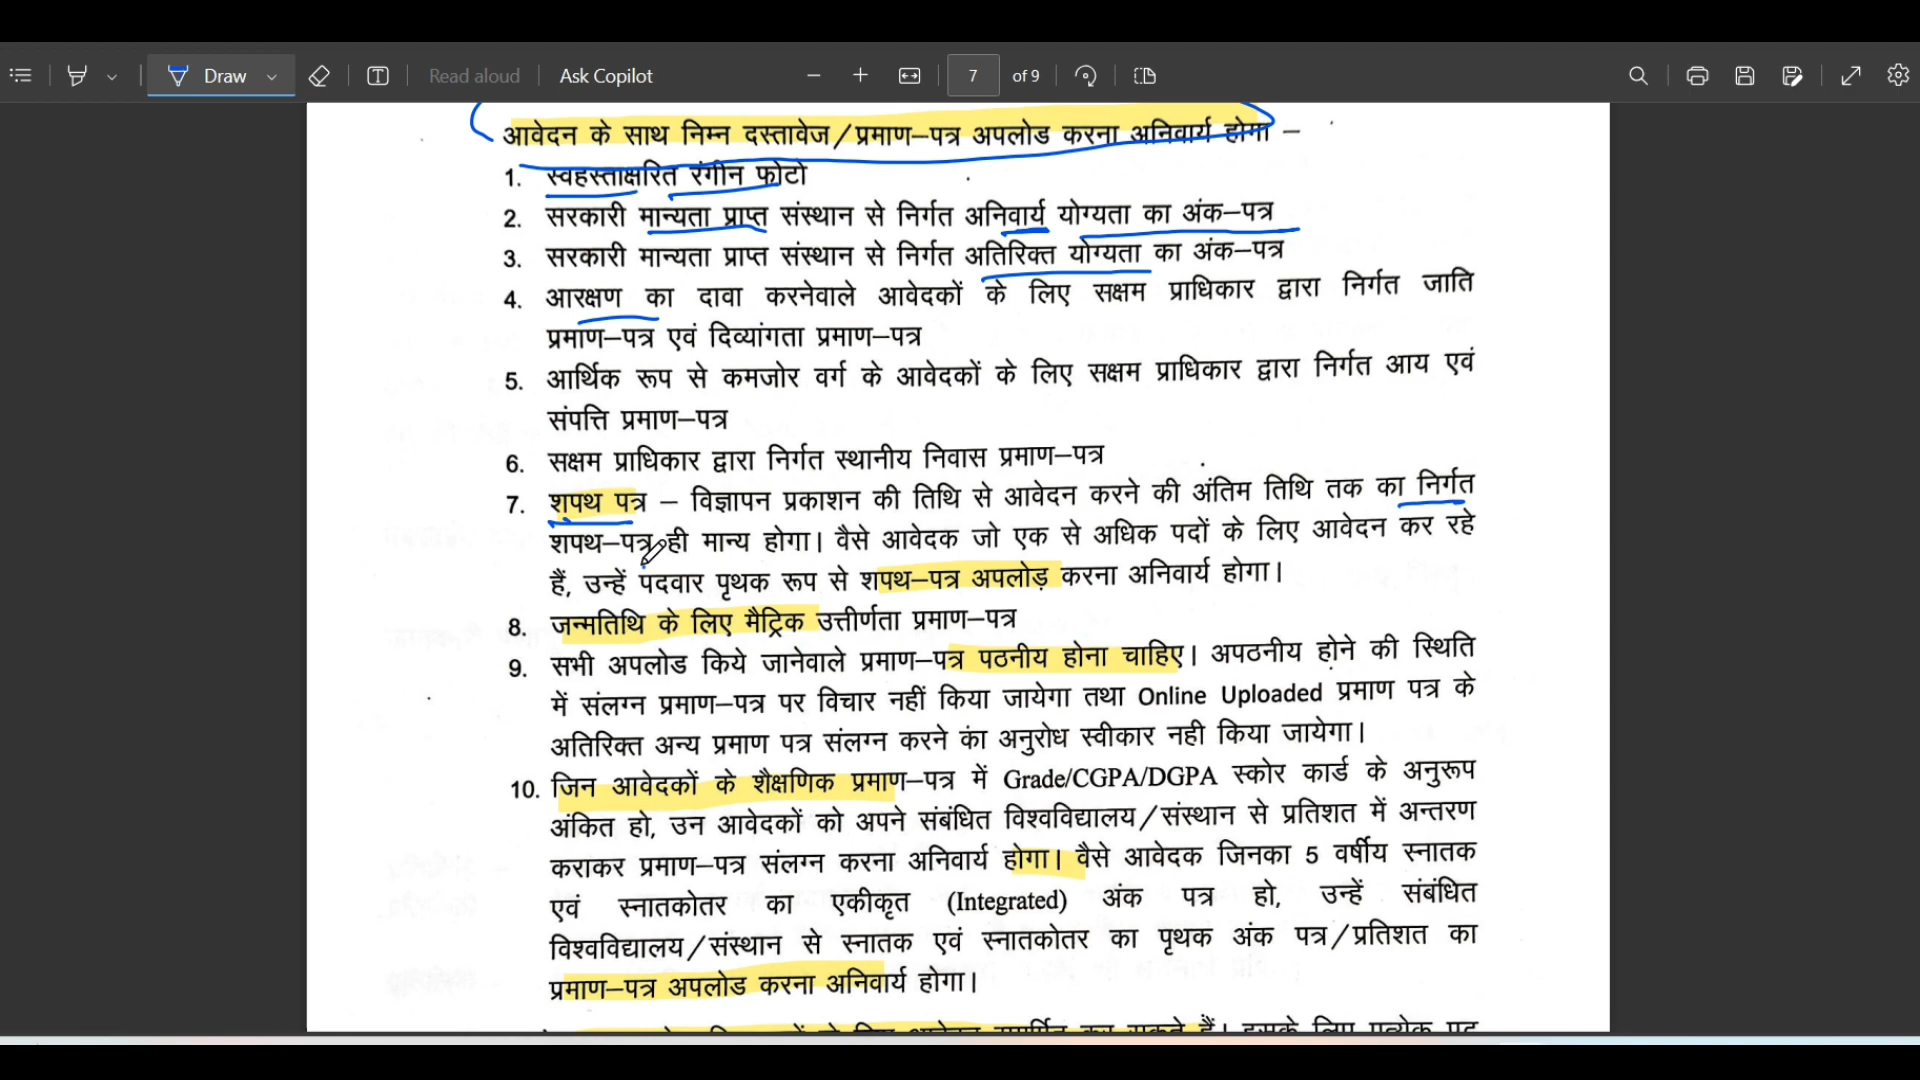 Draw
Read aloud
Ask Copilot
7
of 9
आवेदन के साथ निम्न दस्तावेज/प्रमाण–पत्र अपलोड करना अनिवार्य होगा –
1. स्वहस्ताक्षरित रंगीन फोटो
2. सरकारी मान्यता प्राप्त संस्थान से निर्गत अनिवार्य योग्यता का अंक–पत्र
3. सरकारी मान्यता प्राप्त संस्थान से निर्गत अतिरिक्त योग्यता का अंक–पत्र
4. आरक्षण का दावा करनेवाले आवेदकों के लिए सक्षम प्राधिकार द्वारा निर्गत जाति
प्रमाण–पत्र एवं दिव्यांगता प्रमाण–पत्र
5. आर्थिक रूप से कमजोर वर्ग के आवेदकों के लिए सक्षम प्राधिकार द्वारा निर्गत आय एवं
संपत्ति प्रमाण–पत्र
6. सक्षम प्राधिकार द्वारा निर्गत स्थानीय निवास प्रमाण–पत्र
7. शपथ पत्र – विज्ञापन प्रकाशन की तिथि से आवेदन करने की अंतिम तिथि तक का निर्गत
शपथ–पत्र ही मान्य होगा। वैसे आवेदक जो एक से अधिक पदों के लिए आवेदन कर रहे
हैं, उन्हें पदवार पृथक रूप से शपथ–पत्र अपलोड़ करना अनिवार्य होगा।
8. जन्मतिथि के लिए मैट्रिक उत्तीर्णता प्रमाण–पत्र
9. सभी अपलोड किये जानेवाले प्रमाण–पत्र पठनीय होना चाहिए। अपठनीय होने की स्थिति
में संलग्न प्रमाण–पत्र पर विचार नहीं किया जायेगा तथा Online Uploaded प्रमाण पत्र के
अतिरिक्त अन्य प्रमाण पत्र संलग्न करने कां अनुरोध स्वीकार नही किया जायेगा।
10. जिन आवेदकों के शैक्षणिक प्रमाण–पत्र में Grade/CGPA/DGPA स्कोर कार्ड के अनुरूप
अंकित हो, उन आवेदकों को अपने संबंधित विश्वविद्यालय/संस्थान से प्रतिशत में अन्तरण
कराकर प्रमाण–पत्र संलग्न करना अनिवार्य होगा। वैसे आवेदक जिनका 5 वर्षीय स्नातक
एवं स्नातकोतर का एकीकृत (Integrated) अंक पत्र हो, उन्हें संबंधित
विश्वविद्यालय/संस्थान से स्नातक एवं स्नातकोतर का पृथक अंक पत्र/प्रतिशत का
प्रमाण–पत्र अपलोड करना अनिवार्य होगा।
के लिए आवेदन समर्पित कर सकते हैं। इसके लिए प्रत्येक पद